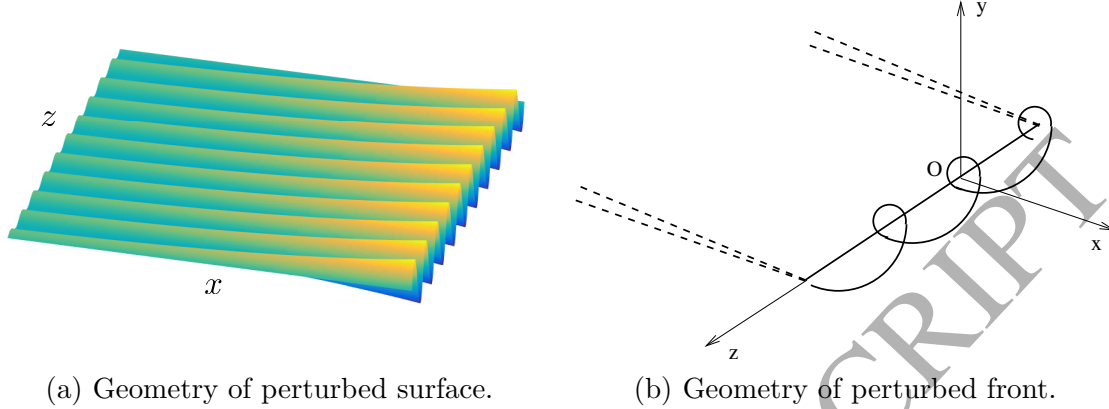 y
z
O
x
x
z
CRIPT
(a) Geometry of perturbed surface.
(b) Geometry of perturbed front.